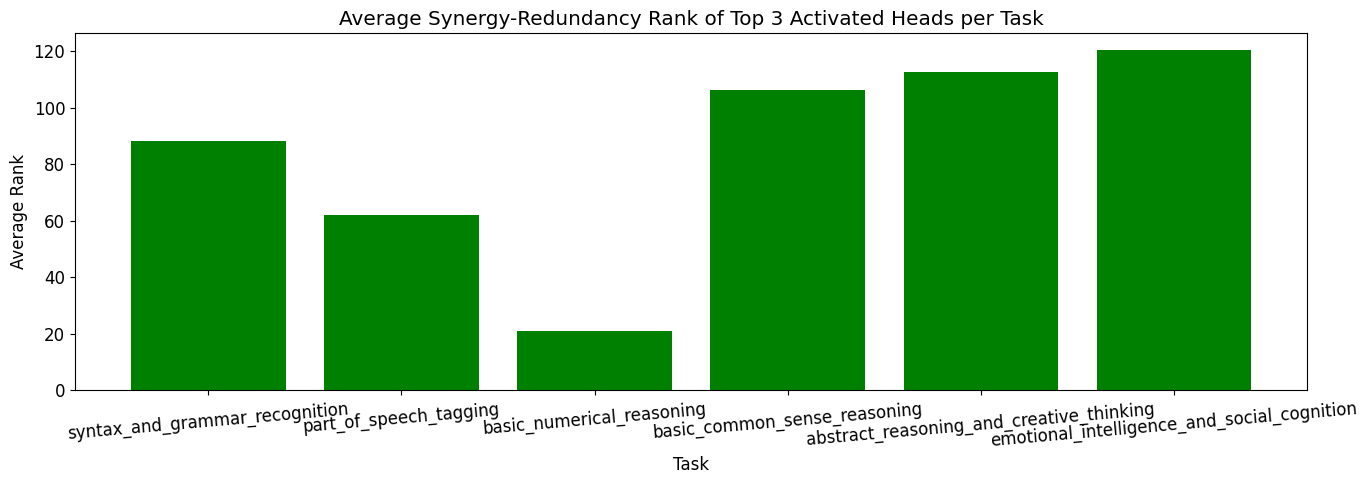 Average Synergy-Redundancy Rank of Top 3 Activated Heads per Task
Average Rank
120
100
80
60
40
20
0
syntax_and_grammar_recognition
part_of_speech_tagging
basic_numerical_reasoning
basic_common_sense_reasoning
abstract_reasoning_and_creative_thinking
emotional_intelligence_and_social_cognition
Task